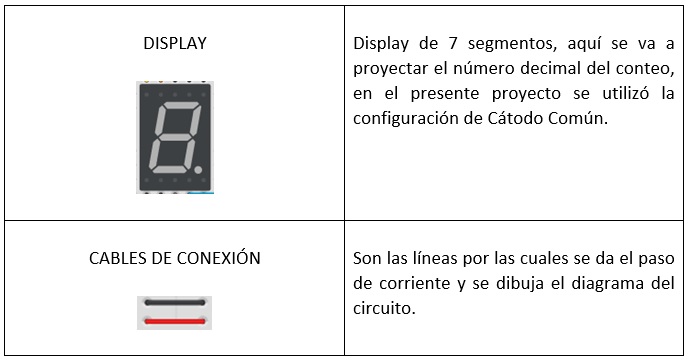 DISPLAY
Display de 7 segmentos, aquí se va a
proyectar el número decimal del conteo,
en el presente proyecto se utilizó la
configuración de Cátodo Común.
CABLES DE CONEXIÓN
Son las líneas por las cuales se da el paso
de corriente y se dibuja el diagrama del
circuito.